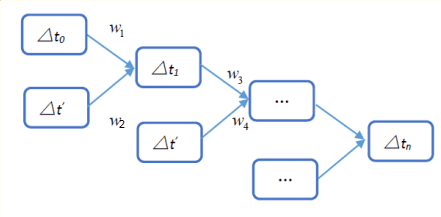 △t₀
w₁
△t₁
△t′
w₃
...
w₂
△t′
w₄
△tₙ
...